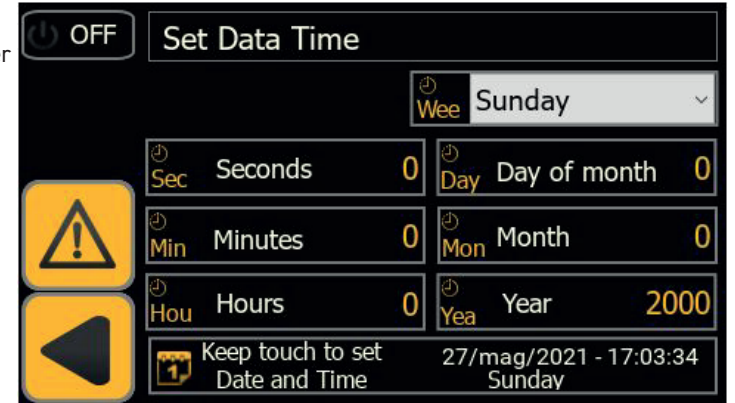 er
OFF
Set Data Time
Wee Sunday
Sec Seconds 0
Day Day of month 0
Min Minutes 0
Mon Month 0
Hou Hours 0
Yea Year 2000
1
Keep touch to set
Date and Time
27/mag/2021 - 17:03:34
Sunday